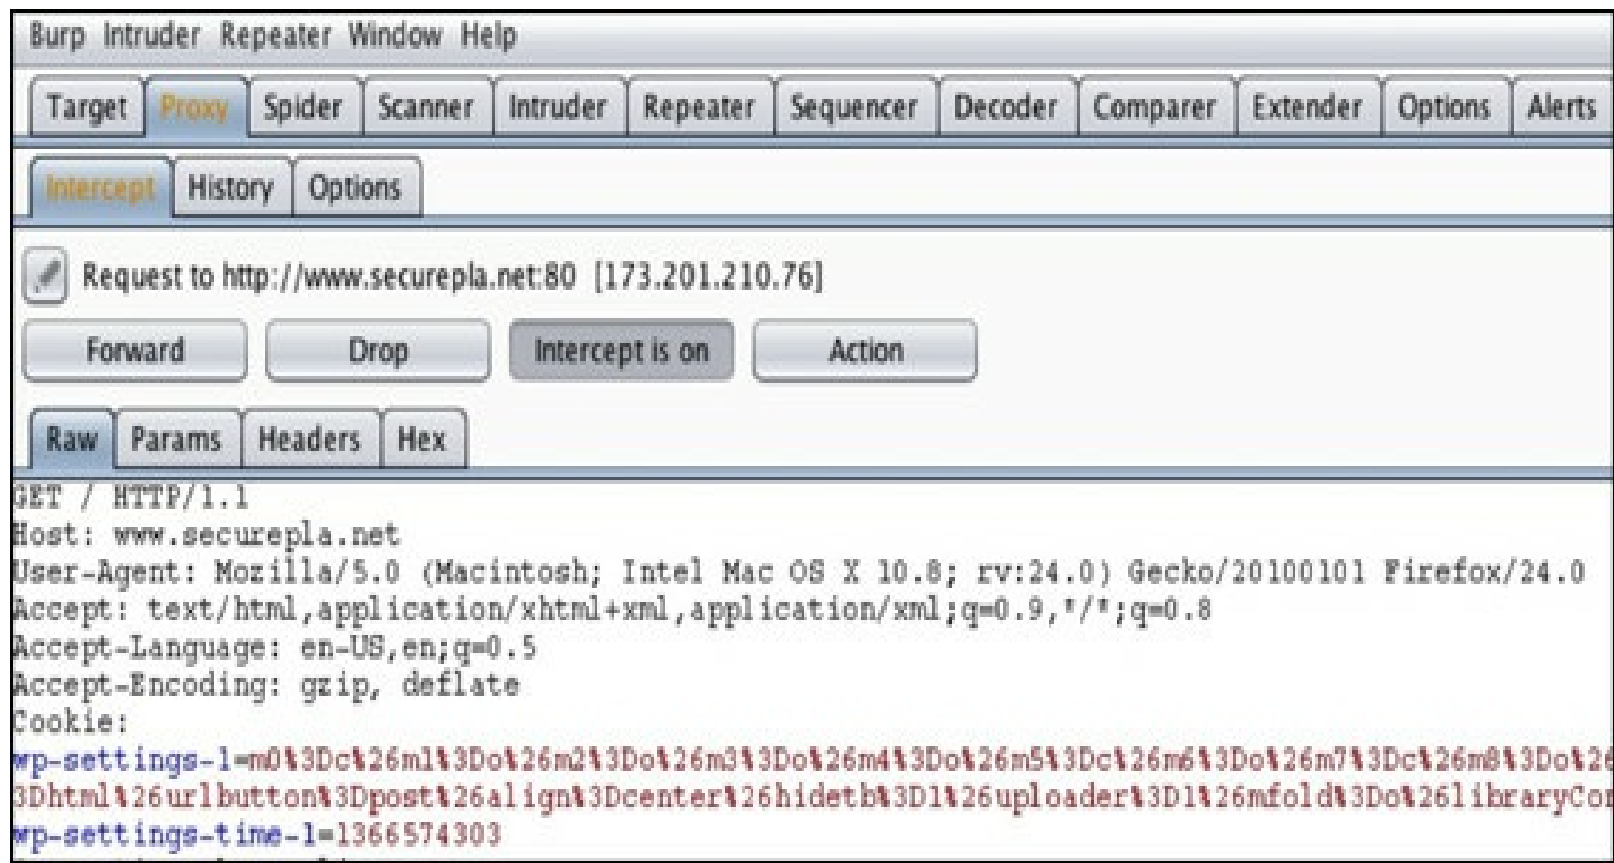 Burp Intruder Repeater Window Help
Target Proxy Spider Scanner Intruder Repeater Sequencer Decoder Comparer Extender Options Alerts
Intercept History Options
Request to http://www.securepla.net:80 [173.201.210.76]
Forward Drop Intercept is on Action
Raw Params Headers Hex
GET / HTTP/1.1
Host: www.securepla.net
User-Agent: Mozilla/5.0 (Macintosh; Intel Mac OS X 10.8; rv:24.0) Gecko/20100101 Firefox/24.0
Accept: text/html,application/xhtml+xml,application/xml;q=0.9,*/*;q=0.8
Accept-Language: en-US,en;q=0.5
Accept-Encoding: gzip, deflate
Cookie:
wp-settings-1=m0%3Dc%26m1%3Do%26m2%3Do%26m3%3Do%26m4%3Do%26m5%3Dc%26m6%3Do%26m7%3Dc%26m8%3Do%26
3Dhtml%26urlbutton%3Dpost%26align%3Dcenter%26hidetb%3D1%26uploader%3D1%26mfold%3Do%26libraryCo
wp-settings-time-1=1366574303